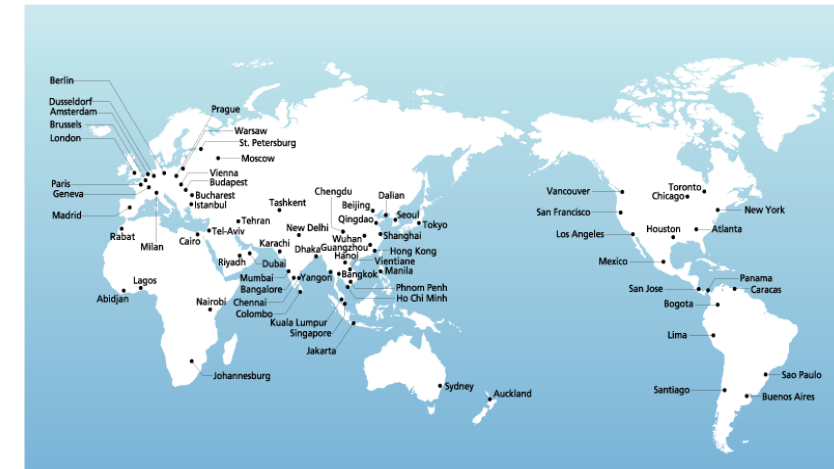 Berlin
Dusseldorf
Amsterdam
Brussels
London
Prague
Warsaw
St. Petersburg
Moscow
Paris
Geneva
Madrid
Vienna
Budapest
Bucharest
Istanbul
Rabat
Milan
Cairo
Tel-Aviv
Tehran
Tashkent
New Delhi
Karachi
Dhaka
Riyadh
Dubai
Mumbai
Bangalore
Chennai
Colombo
Yangon
Chengdu
Beijing
Dalian
Qingdao
Seoul
Tokyo
Wuhan
Shanghai
Guangzhou
Hong Kong
Hanoi
Vientiane
Bangkok
Manila
Phnom Penh
Ho Chi Minh
Kuala Lumpur
Singapore
Jakarta
Lagos
Abidjan
Nairobi
Johannesburg
Sydney
Auckland
Vancouver
Toronto
Chicago
San Francisco
New York
Los Angeles
Houston
Atlanta
Mexico
San Jose
Panama
Caracas
Bogota
Lima
Sao Paulo
Santiago
Buenos Aires